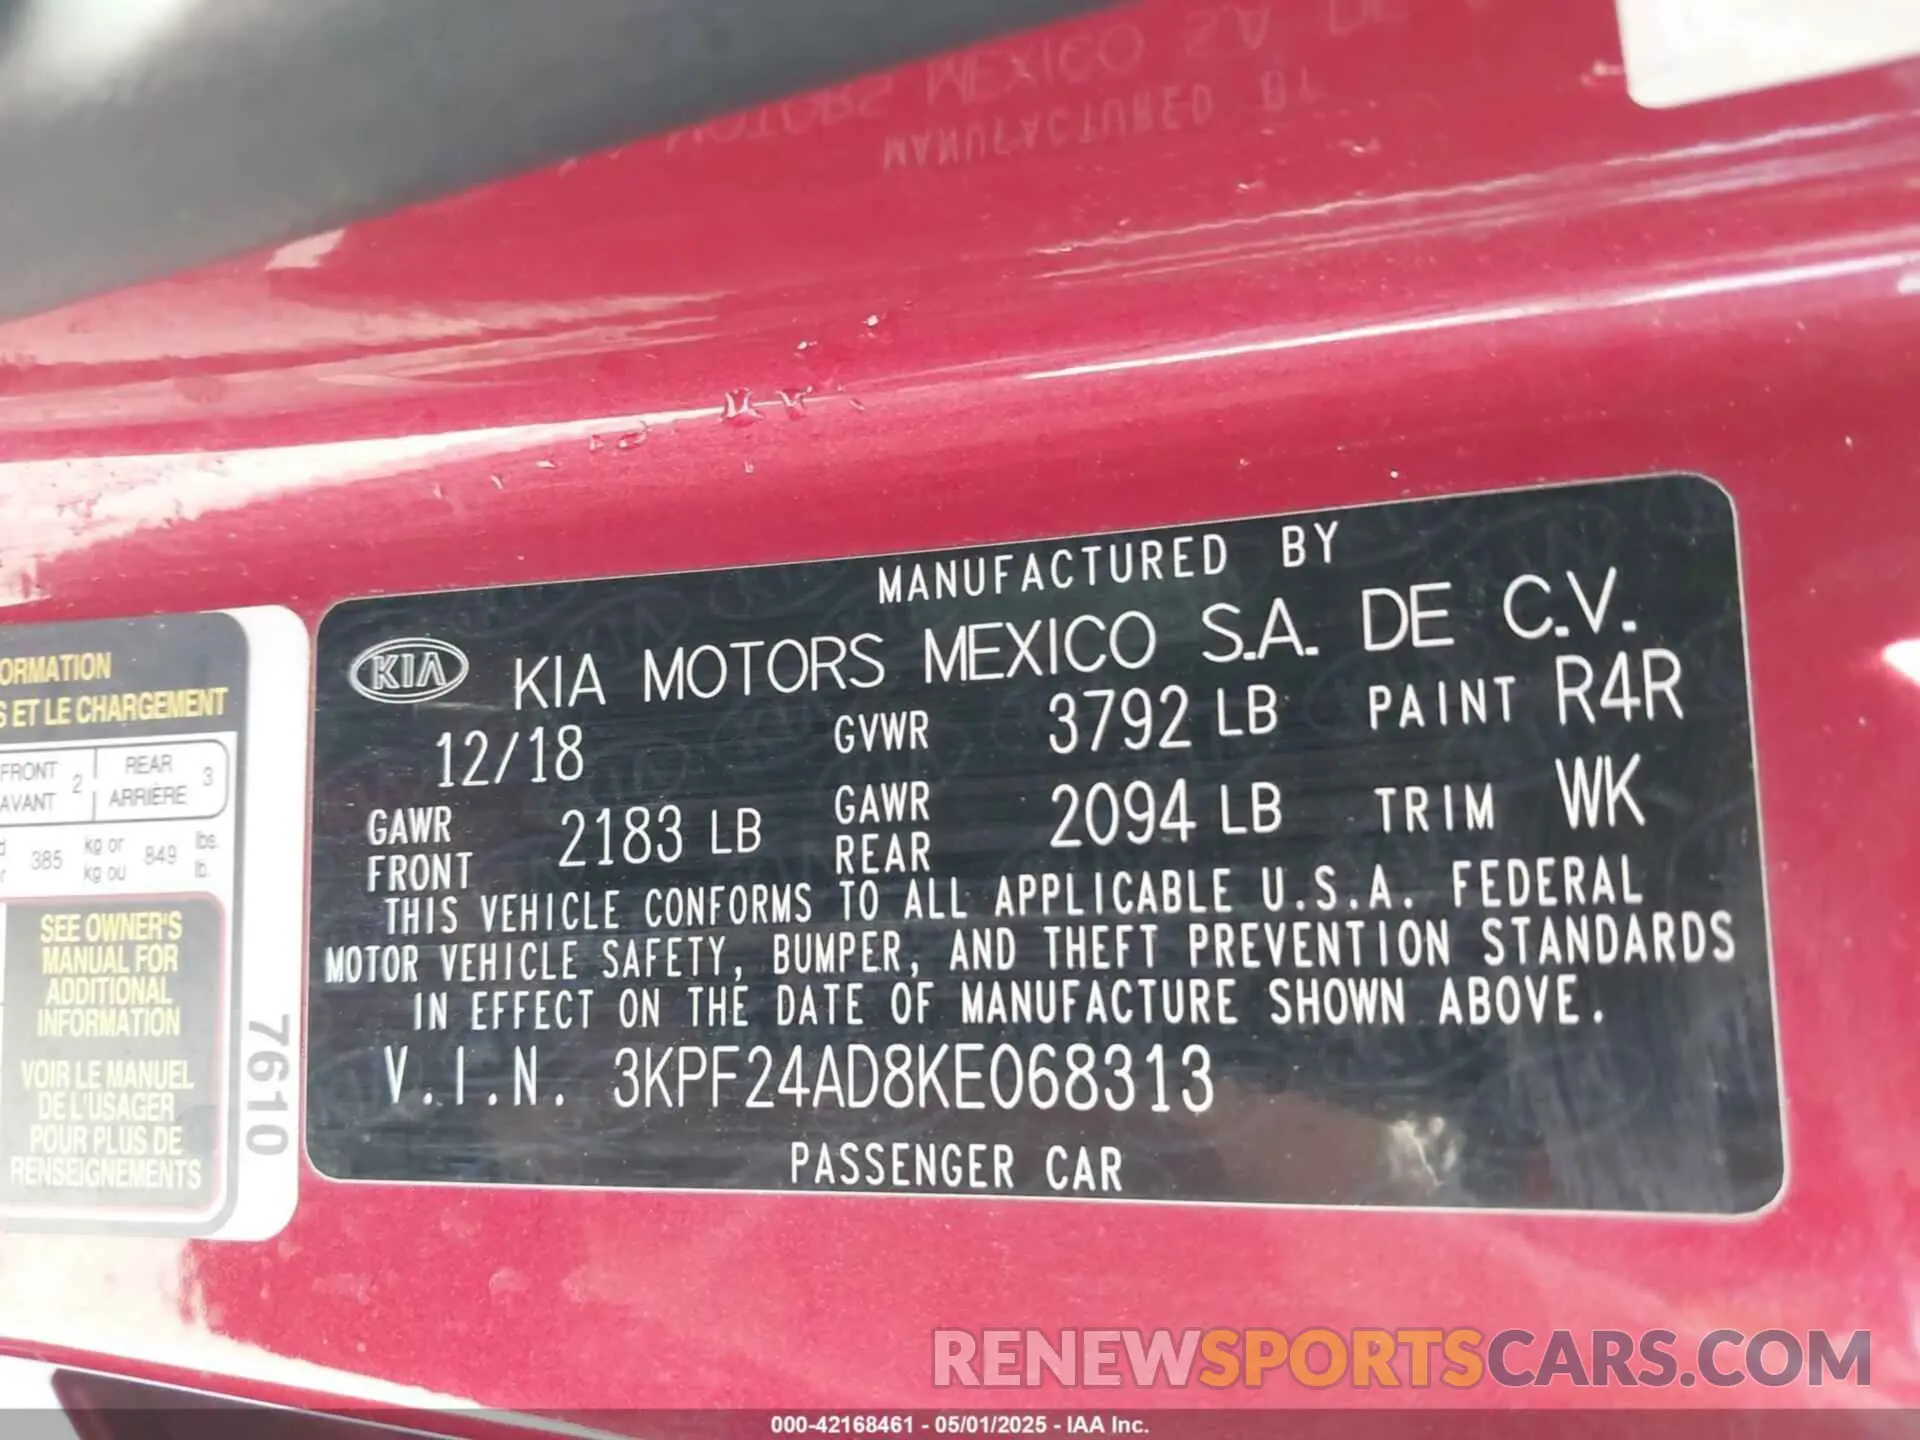 MANUFACTURED BY
KIA MOTORS MEXICO S.A. DE C.V.
KIA
12/18 GVWR 3792 LB PAINT R4R
GAWR FRONT 2183 LB GAWR REAR 2094 LB TRIM WK
THIS VEHICLE CONFORMS TO ALL APPLICABLE U.S.A. FEDERAL
MOTOR VEHICLE SAFETY, BUMPER, AND THEFT PREVENTION STANDARDS
IN EFFECT ON THE DATE OF MANUFACTURE SHOWN ABOVE.
V.I.N. 3KPF24AD8KE068313
PASSENGER CAR
ET LE CHARGEMENT
FRONT 2 REAR 3
AVANT ARRIÈRE
385 kg or 849 lbs.
kg ou lb.
SEE OWNER'S
MANUAL FOR
ADDITIONAL
INFORMATION
VOIR LE MANUEL
DE L'USAGER
POUR PLUS DE
RENSEIGNEMENTS
7610
MANUFACTURED BY
MOTORS MEXICO S.A. DE
RENEWSPORTSCARS.COM
000-42168461 - 05/01/2025 - IAA Inc.